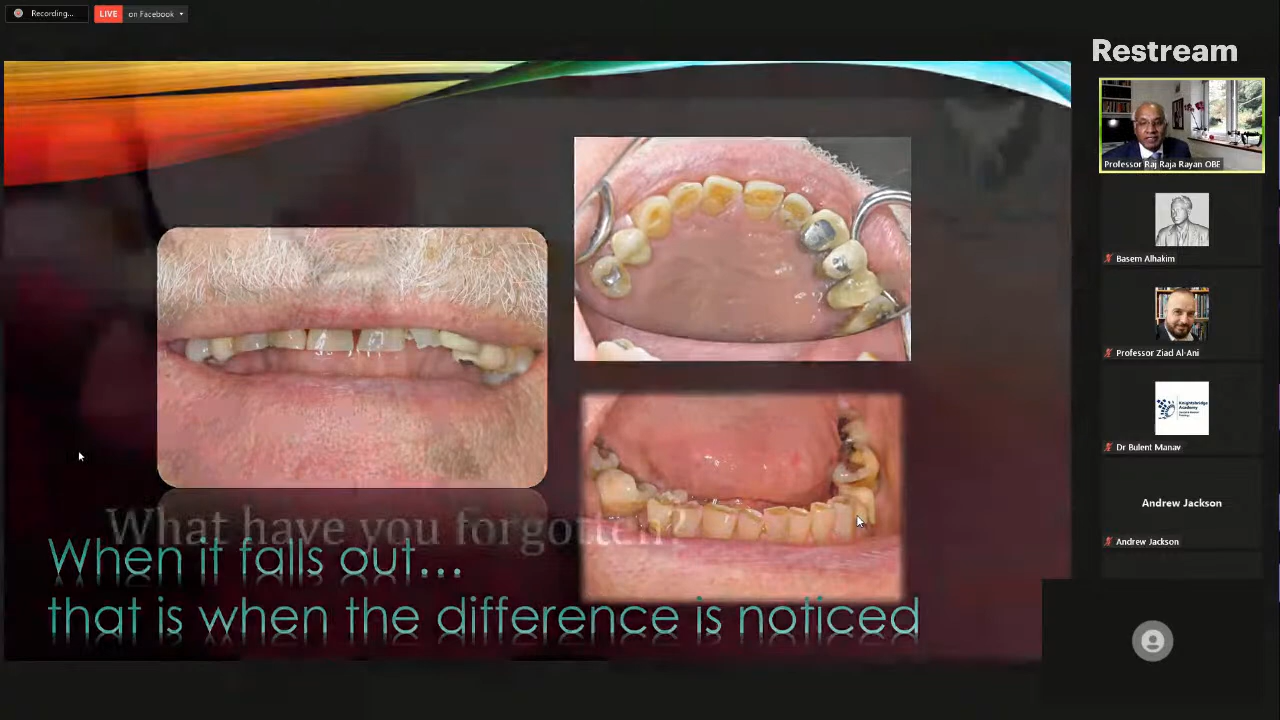 Recording...
LIVE on Facebook
Restream
Professor Raj Raja Rayan OBE
Basem Alhakim
Professor Ziad Al-Ani
Knightsbridge
Academy
Dr Bulent Manav
Andrew Jackson
Andrew Jackson
What have you forgotten
When it falls out...
that is when the difference is noticed